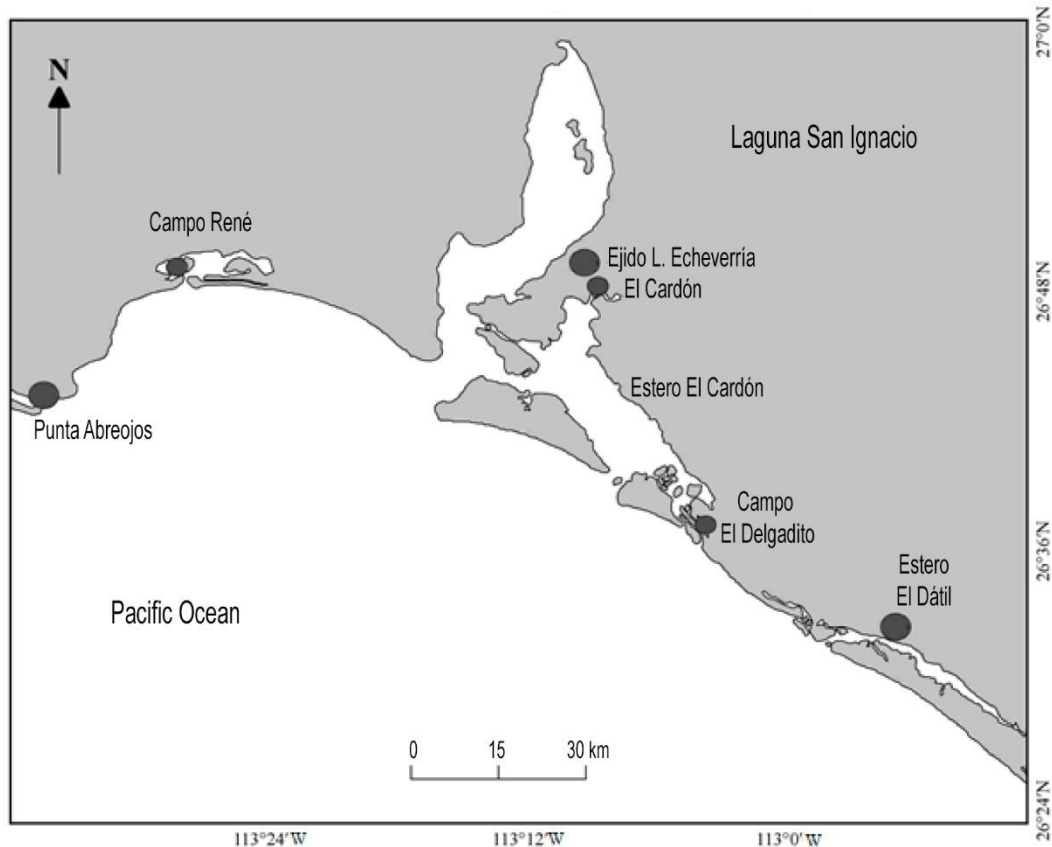 N
Laguna San Ignacio
Campo René
Ejido L. Echeverría
El Cardón
Estero El Cardón
Punta Abreojos
Campo
El Delgadito
Estero
El Dátil
Pacific Ocean
0 15 30 km
27°0'N
26°48'N
26°36'N
26°24'N
113°24'W 113°12'W 113°0'W